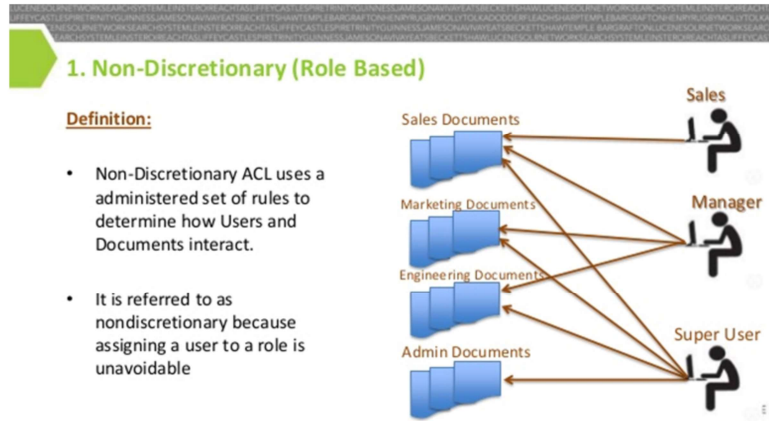 1. Non-Discretionary (Role Based)
Definition:
• Non-Discretionary ACL uses a
administered set of rules to
determine how Users and
Documents interact.
• It is referred to as
nondiscretionary because
assigning a user to a role is
unavoidable
Sales Documents
Marketing Documents
Engineering Documents
Admin Documents
Sales
Manager
Super User